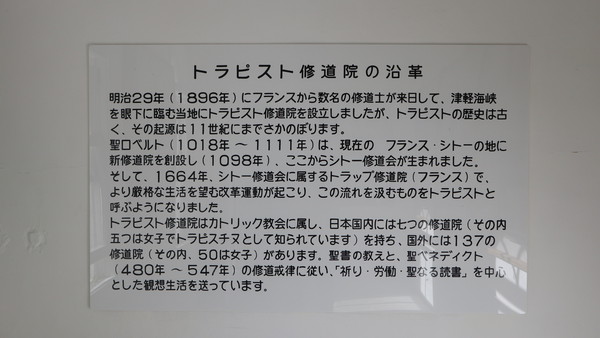 トラピスト修道院の沿革
明治29年（1896年）にフランスから数名の修道士が来日して、津軽海峡
を眼下に臨む当地にトラピスト修道院を設立しましたが、トラピストの歴史は古
く、その起源は11世紀にまでさかのぼります。
聖ロベルト（1018年～1111年）は、現在の　フランス・シトーの地に
新修道院を創設し（1098年）、ここからシトー修道会が生まれました。
そして、1664年、シトー修道会に属するトラップ修道院（フランス）で、
より厳格な生活を望む改革運動が起こり、この流れを汲むものをトラピストと
呼ぶようになりました。
トラピスト修道院はカトリック教会に属し、日本国内には七つの修道院（その内
五つは女子でトラピスチヌとして知られています）を持ち、国外には137の
修道院（その内、50は女子）があります。聖書の教えと、聖ベネディクト
（480年～547年）の修道戒律に従い、「祈り・労働・聖なる読書」を中心
とした観想生活を送っています。